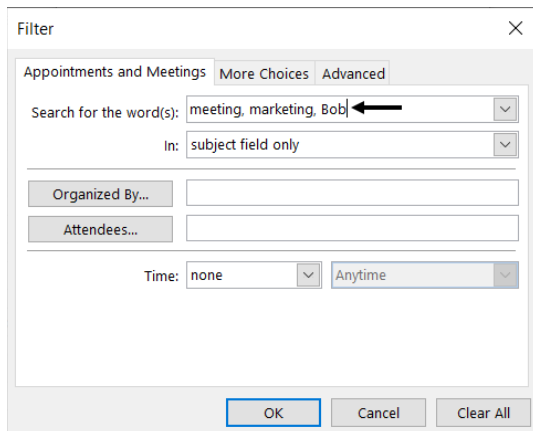 Filter
Appointments and Meetings More Choices Advanced
Search for the word(s): meeting, marketing, Bob
In: subject field only
Organized By...
Attendees...
Time: none Anytime
OK Cancel Clear All